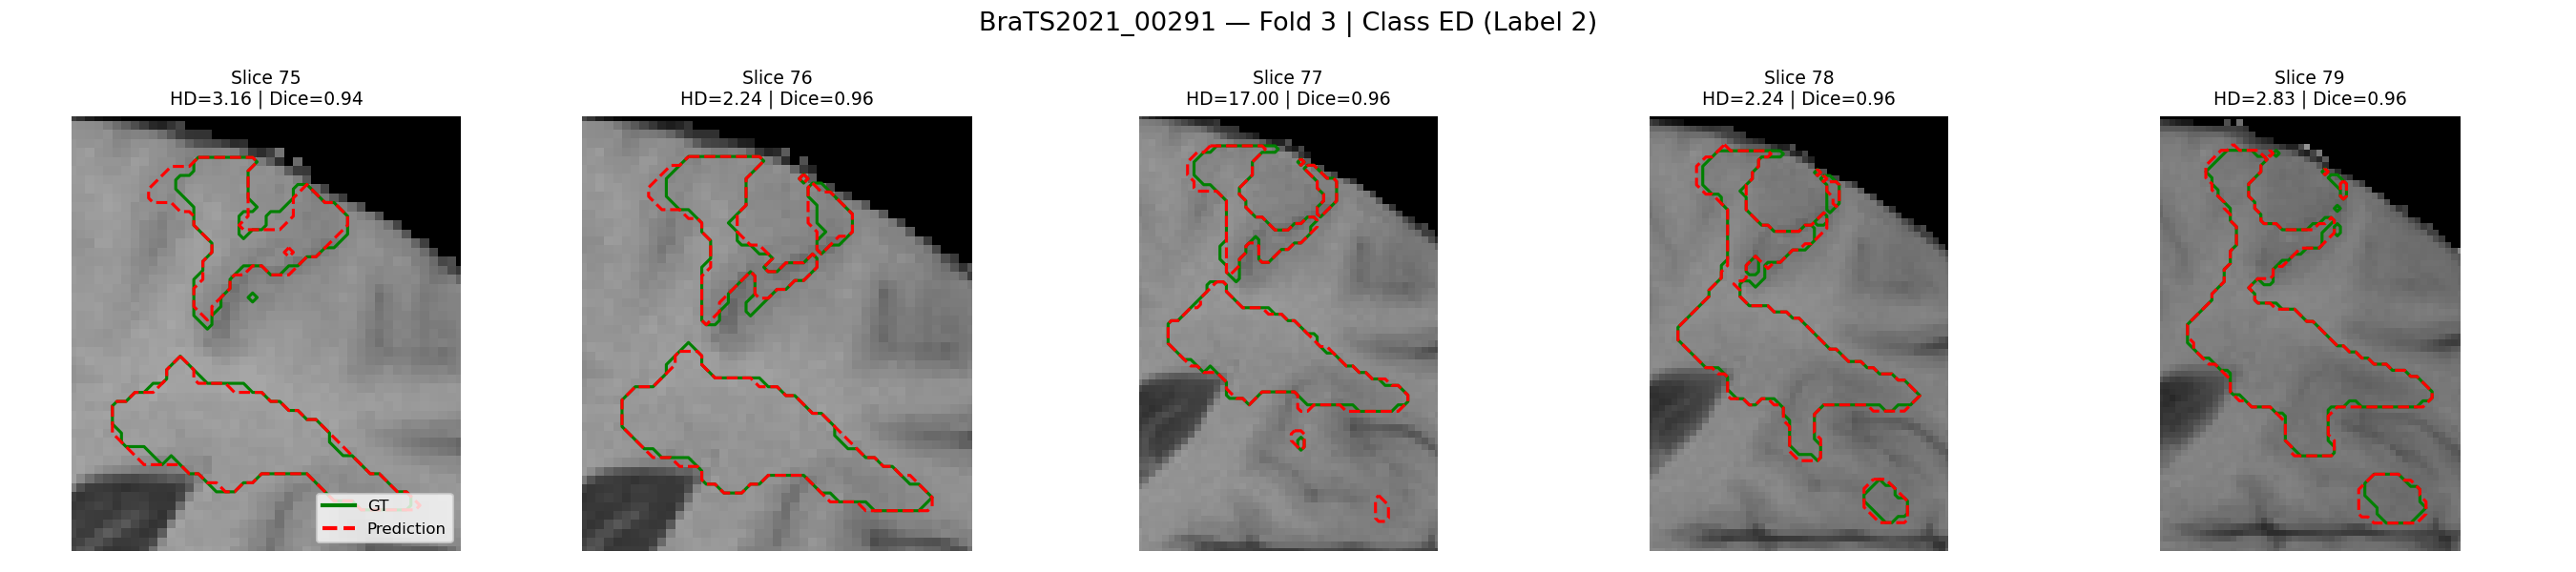 BraTS2021_00291 — Fold 3 | Class ED (Label 2)
Slice 75
HD=3.16 | Dice=0.94
Slice 76
HD=2.24 | Dice=0.96
Slice 77
HD=17.00 | Dice=0.96
Slice 78
HD=2.24 | Dice=0.96
Slice 79
HD=2.83 | Dice=0.96
GT
Prediction